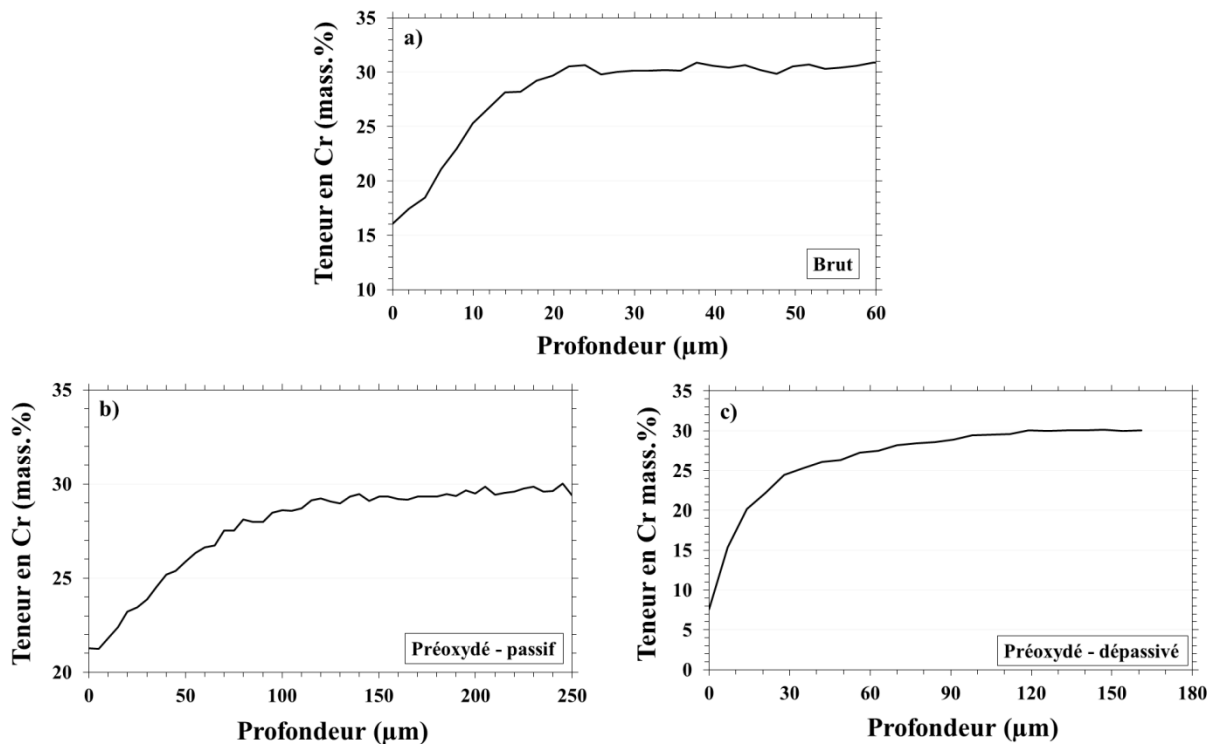 a)
Teneur en Cr (mass.%)
35
30
25
20
15
10
Brut
0 10 20 30 40 50 60
Profondeur (µm)
b)
Teneur en Cr (mass.%)
35
30
25
20
Préoxydé - passif
0 50 100 150 200 250
Profondeur (µm)
c)
Teneur en Cr mass.%)
35
30
25
20
15
10
5
0
Préoxydé - dépassivé
0 30 60 90 120 150 180
Profondeur (µm)